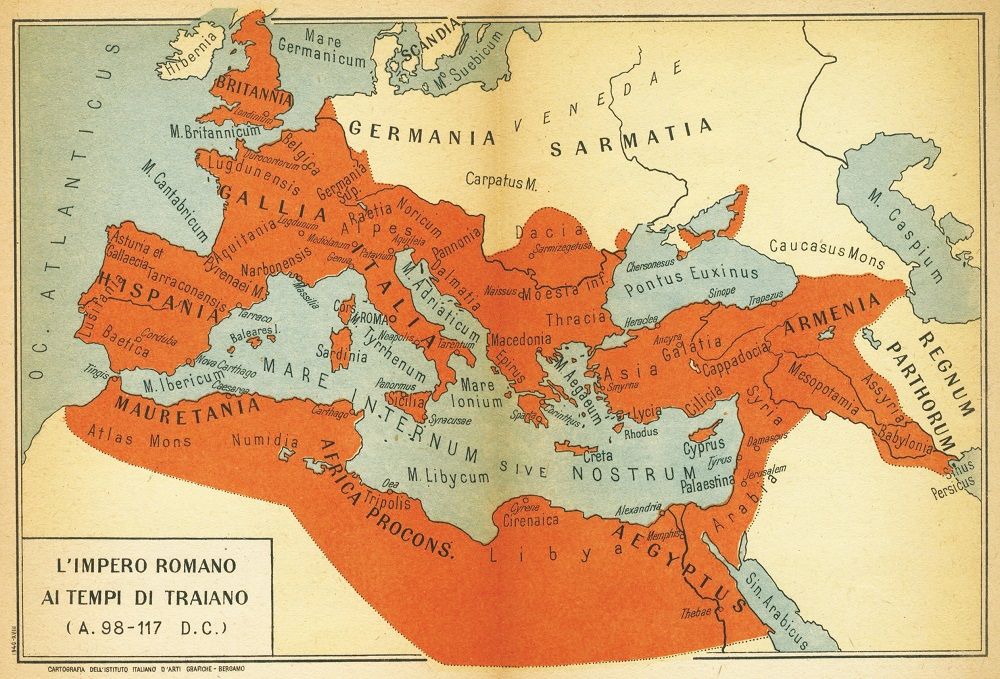 OC. ATLANTICUS
Hibernia
Mare
Germanicum
SCANDIA
Mᵒ Suebicum
BRITANNIA
Londinium
M. Britannicum
GERMANIA
VENEDAE
SARMATIA
Carpatus M.
M. Cantabricum
Belgica
Durocortorum
Lugdunensis
Germania
Sup.
GALLIA
Lugdunum
Aquitania
Raetia
Noricum
Alpes
Mediolanum
Patavium
Aquileia
Genua
Pannonia
Dacia
Sarmizegetusa
M. Caspium
Caucasus Mons
Chersonesus
Pontus Euxinus
Sinope
Trapezus
Heraclea
Asturia et
Gallaecia
Tarraconensis
Pyrenaei M.
Narbonensis
Massilia
HISPANIA
Lusit.
Tarraco
Baleares I.
Corduba
Baetica
Nova Carthago
M. Ibericum
Tingis
Caesarea
ITALIA
ROMA
Neapolis
Tarentum
M. Adriaticum
Dalmatia
Naissus
Moesia Inf.
Thracia
Macedonia
Epirus
Sardinia
M. Tyrrhenum
Panormus
Sicilia
Syracusae
Mare
Ionium
Sparta
Corinthus
M. Aegaeum
MARE INTERNUM SIVE NOSTRUM
Ancyra
Galatia
Cappadocia
Asia
Smyrna
Lycia
Cilicia
Rhodus
Creta
Cyprus
ARMENIA
REGNUM
PARTHORUM
Mesopotamia
Assyria
Babylonia
Sinus
Persicus
Syria
Damascus
Tyrus
Palaestina
Jerusalem
Arabia
MAURETANIA
Atlas Mons
Numidia
Carthago
AFRICA PROCONS.
Oea
Tripolis
M. Libycum
Cyrene
Cirenaica
Libya
Alexandria
Memphis
AEGYPTUS
Thebae
Sin. Arabicus
L'IMPERO ROMANO
AI TEMPI DI TRAIANO
(A. 98-117 D.C.)
CARTOGRAFIA DELL'ISTITUTO ITALIANO D'ARTI GRAFICHE - BERGAMO